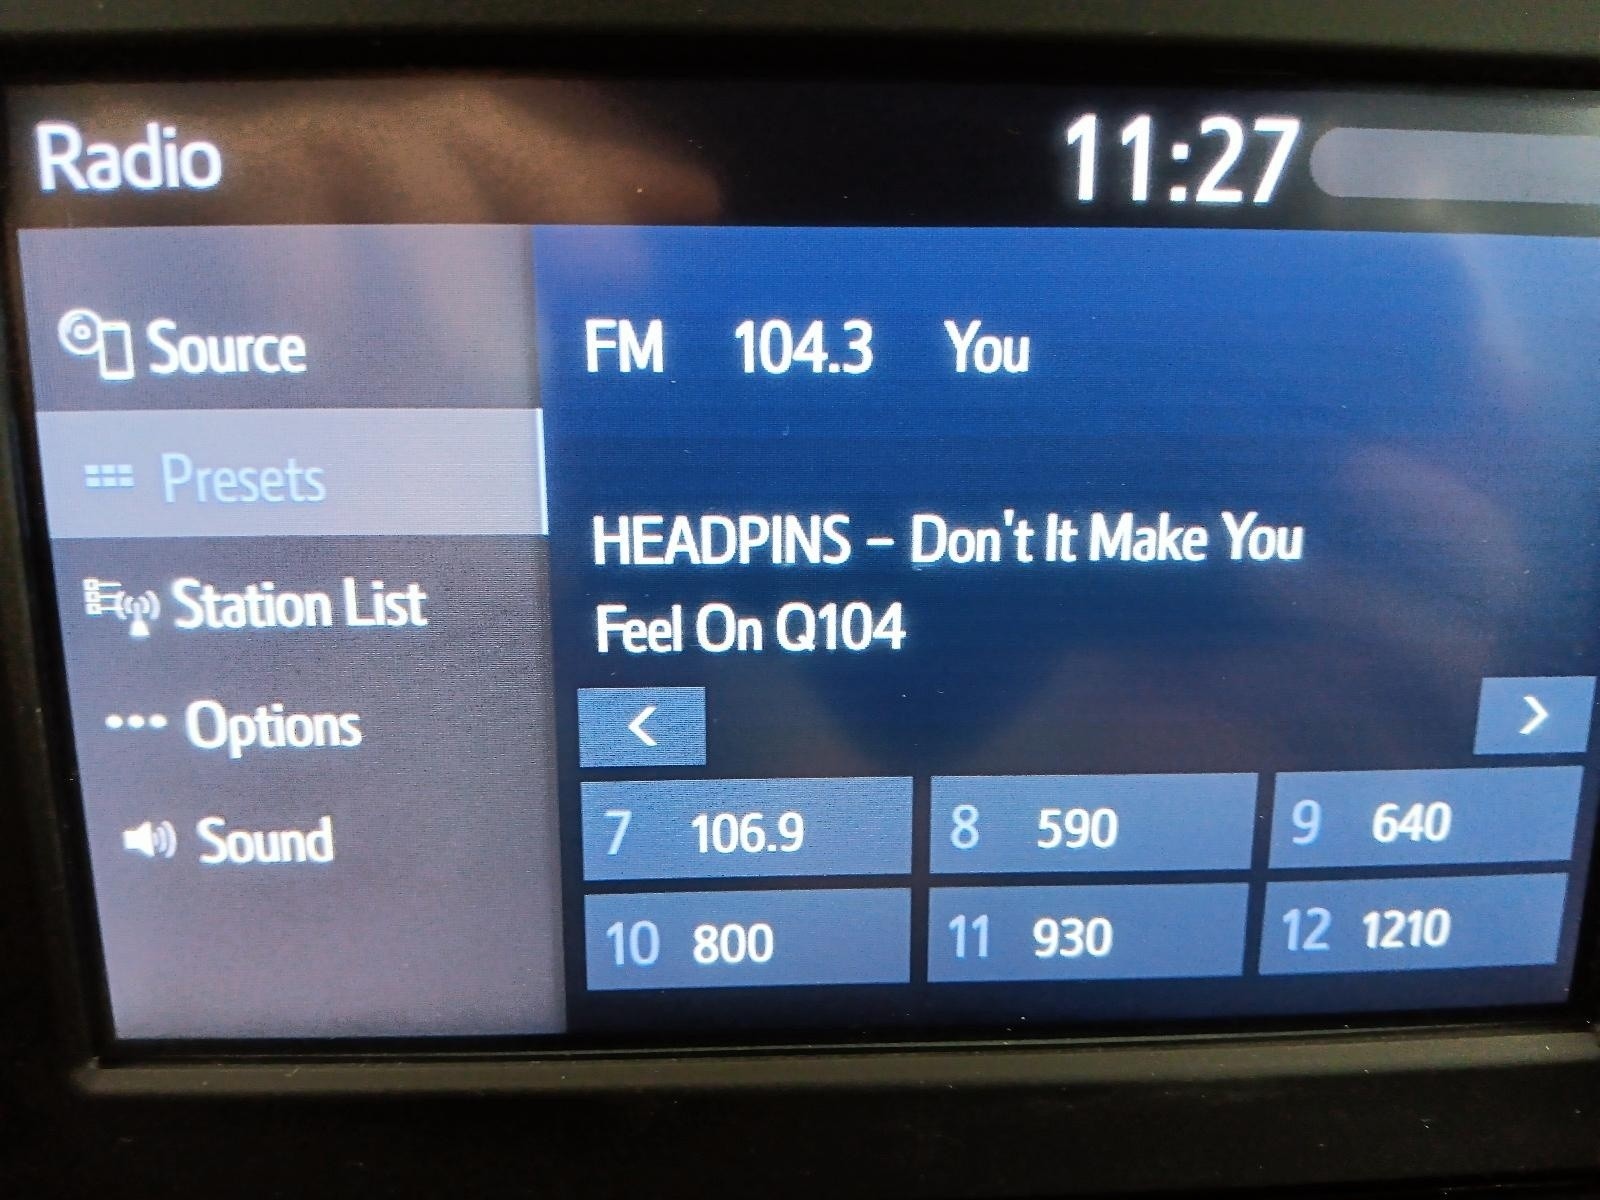 Radio
11:27
Source
Presets
Station List
Options
Sound
FM 104.3 You
HEADPINS – Don't It Make You
Feel On Q104
<
>
7 106.9
8 590
9 640
10 800
11 930
12 1210